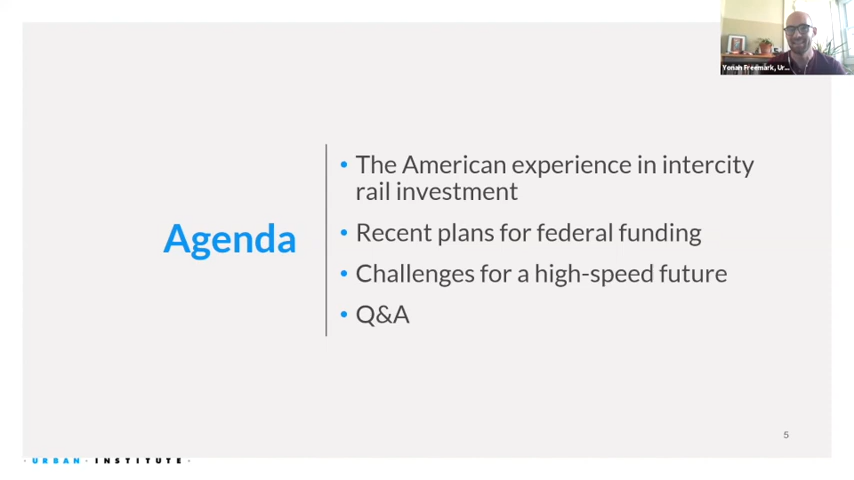 Yonah Freemark, Ur...
Agenda
• The American experience in intercity
rail investment
• Recent plans for federal funding
• Challenges for a high-speed future
• Q&A
5
· URBAN · INSTITUTE ·